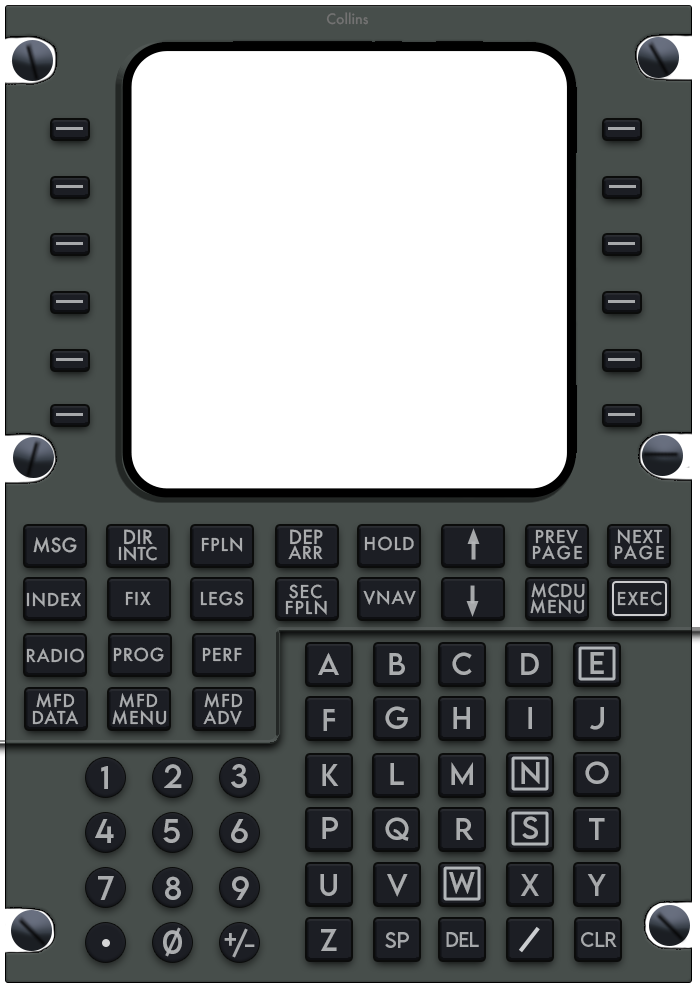 Collins
MSG DIR INTC FPLN DEP ARR HOLD ↑ PREV PAGE NEXT PAGE
INDEX FIX LEGS SEC FPLN VNAV ↓ MCDU MENU EXEC
RADIO PROG PERF
MFD DATA MFD MENU MFD ADV
A B C D E
F G H I J
K L M N O
P Q R S T
U V W X Y
Z SP DEL / CLR
1 2 3
4 5 6
7 8 9
. Ø +/-